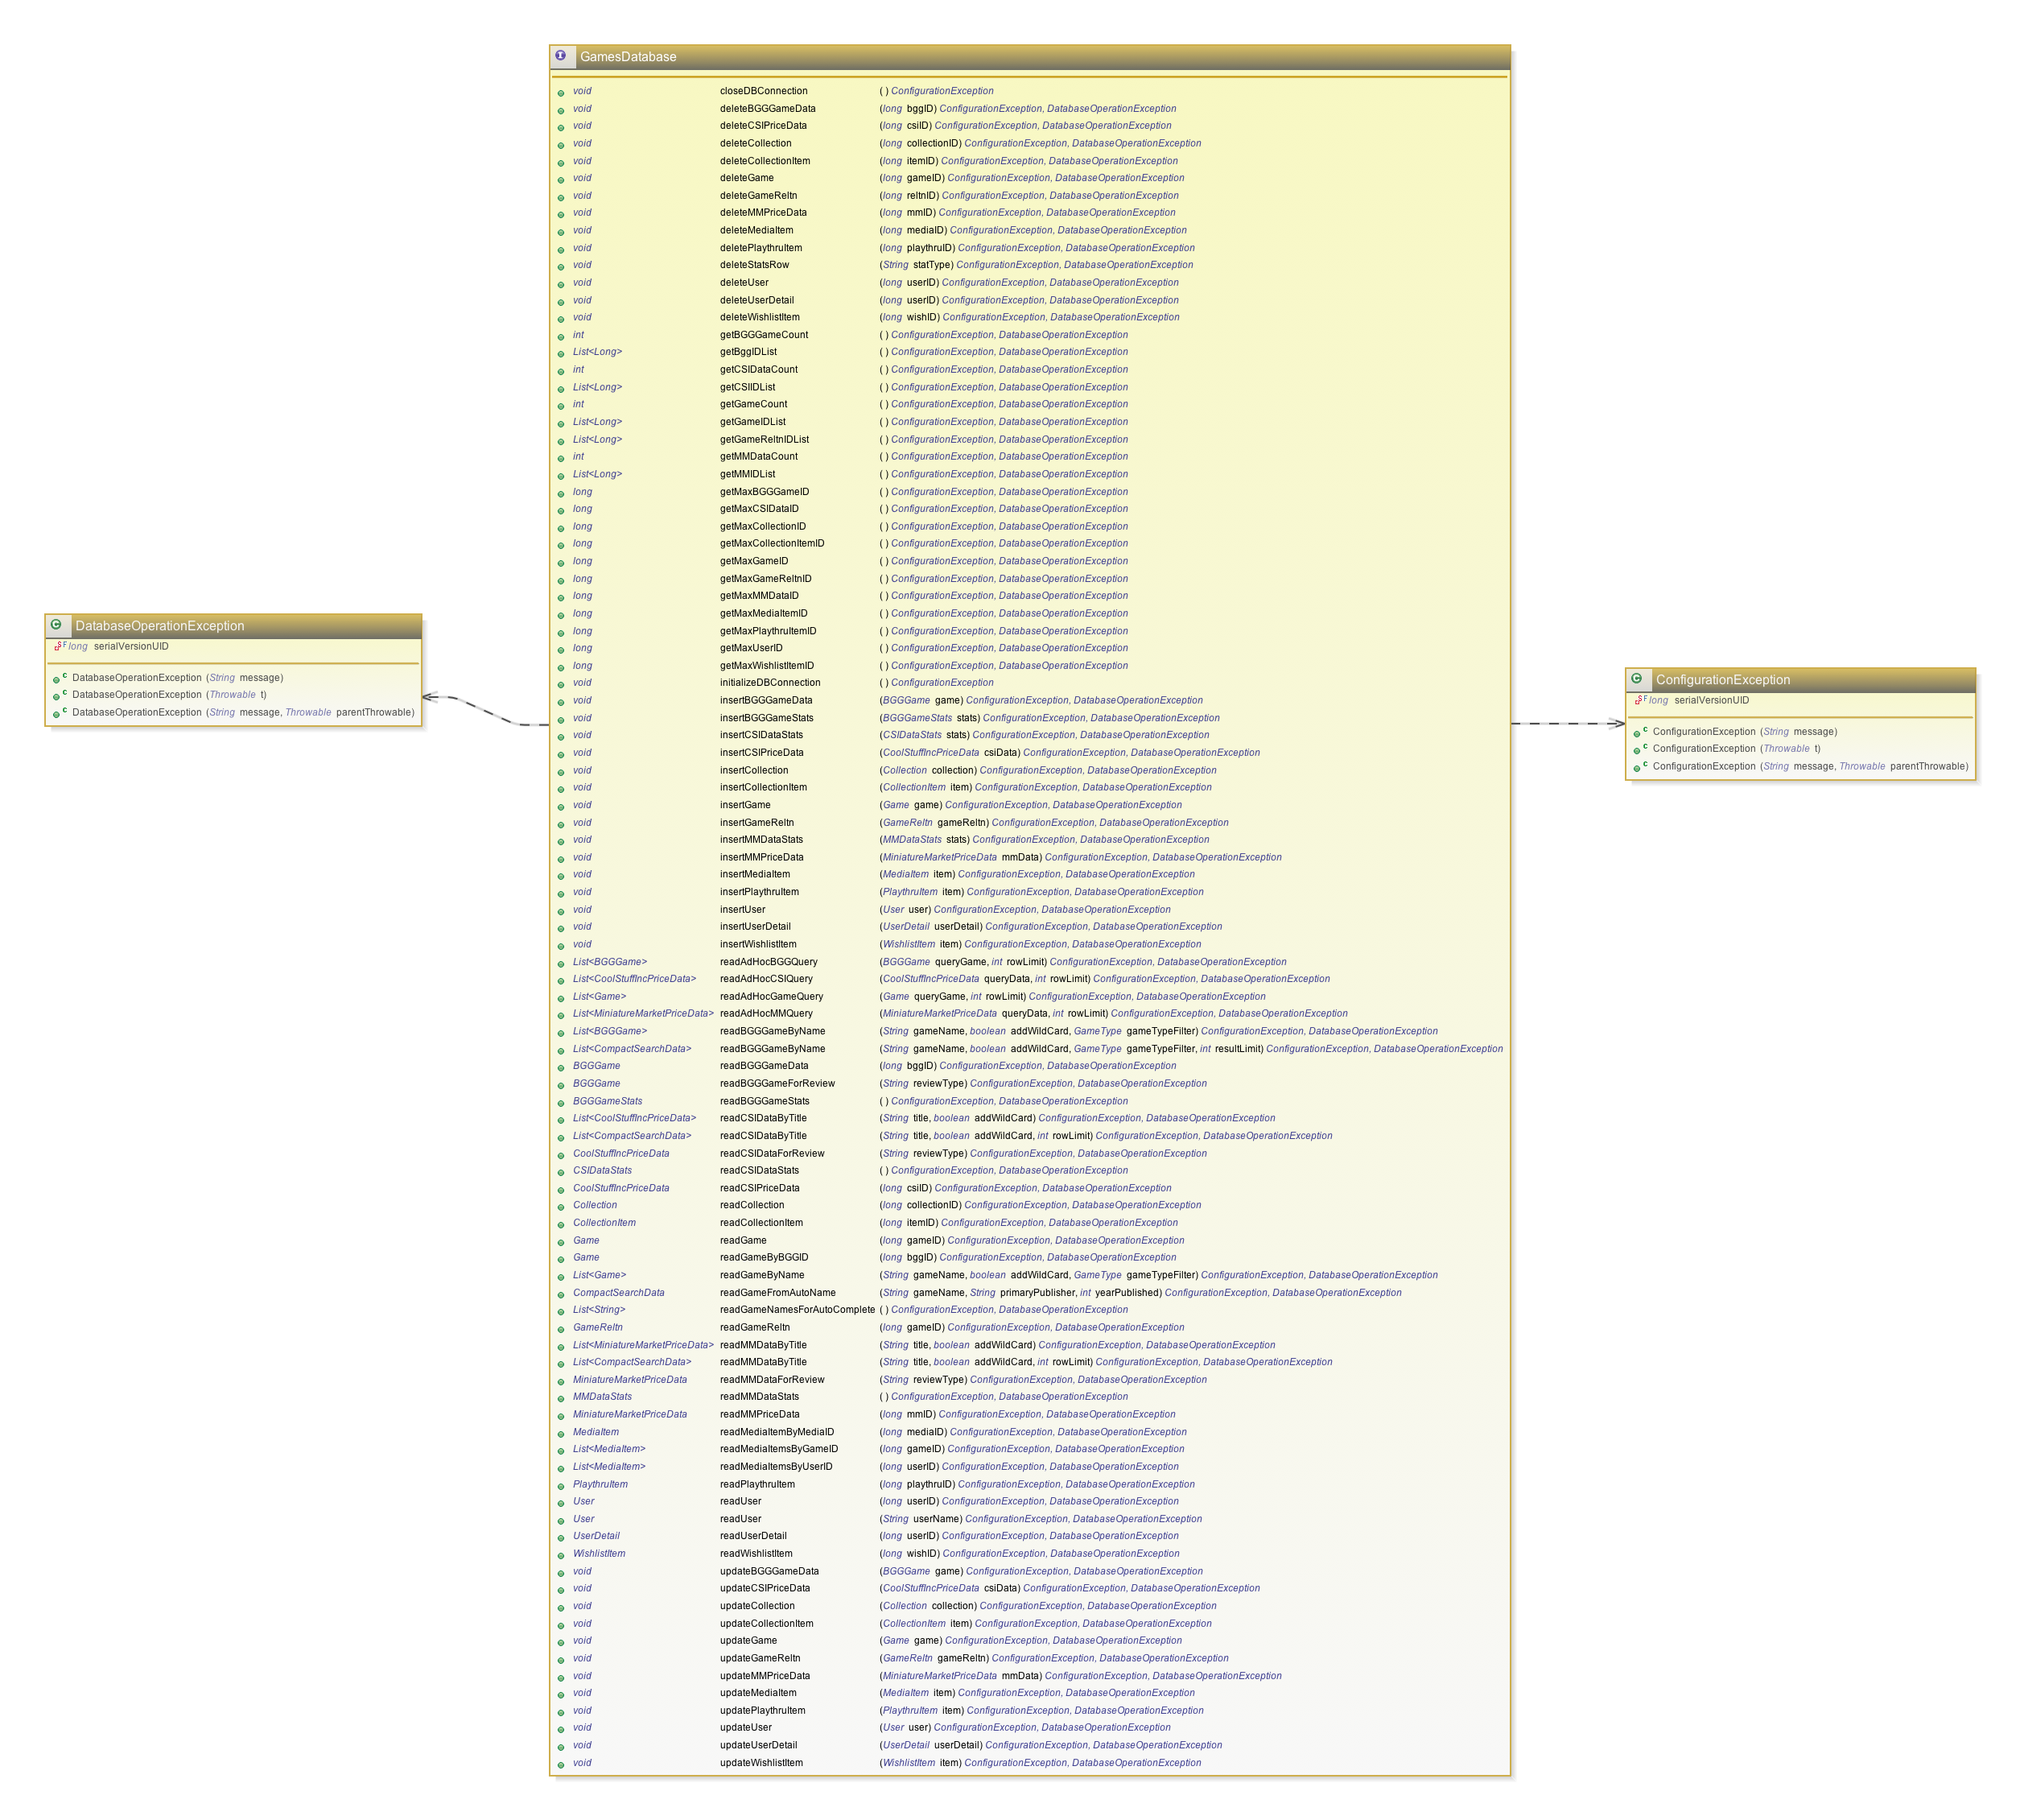 GamesDatabase
void closeDBConnection ( ) ConfigurationException
void deleteBGGGameData (long bggID) ConfigurationException, DatabaseOperationException
void deleteCSIPriceData (long csiID) ConfigurationException, DatabaseOperationException
void deleteCollection (long collectionID) ConfigurationException, DatabaseOperationException
void deleteCollectionItem (long itemID) ConfigurationException, DatabaseOperationException
void deleteGame (long gameID) ConfigurationException, DatabaseOperationException
void deleteGameReltn (long reltnID) ConfigurationException, DatabaseOperationException
void deleteMMPriceData (long mmID) ConfigurationException, DatabaseOperationException
void deleteMediaItem (long mediaID) ConfigurationException, DatabaseOperationException
void deletePlaythruItem (long playthruID) ConfigurationException, DatabaseOperationException
void deleteStatsRow (String statType) ConfigurationException, DatabaseOperationException
void deleteUser (long userID) ConfigurationException, DatabaseOperationException
void deleteUserDetail (long userID) ConfigurationException, DatabaseOperationException
void deleteWishlistItem (long wishID) ConfigurationException, DatabaseOperationException
int getBGGGameCount ( ) ConfigurationException, DatabaseOperationException
List<Long> getBggIDList ( ) ConfigurationException, DatabaseOperationException
int getCSIDataCount ( ) ConfigurationException, DatabaseOperationException
List<Long> getCSIIDList ( ) ConfigurationException, DatabaseOperationException
int getGameCount ( ) ConfigurationException, DatabaseOperationException
List<Long> getGameIDList ( ) ConfigurationException, DatabaseOperationException
List<Long> getGameReltnIDList ( ) ConfigurationException, DatabaseOperationException
int getMMDataCount ( ) ConfigurationException, DatabaseOperationException
List<Long> getMMIDList ( ) ConfigurationException, DatabaseOperationException
long getMaxBGGGameID ( ) ConfigurationException, DatabaseOperationException
long getMaxCSIDataID ( ) ConfigurationException, DatabaseOperationException
long getMaxCollectionID ( ) ConfigurationException, DatabaseOperationException
long getMaxCollectionItemID ( ) ConfigurationException, DatabaseOperationException
long getMaxGameID ( ) ConfigurationException, DatabaseOperationException
long getMaxGameReltnID ( ) ConfigurationException, DatabaseOperationException
long getMaxMMDataID ( ) ConfigurationException, DatabaseOperationException
long getMaxMediaItemID ( ) ConfigurationException, DatabaseOperationException
long getMaxPlaythruItemID ( ) ConfigurationException, DatabaseOperationException
long getMaxUserID ( ) ConfigurationException, DatabaseOperationException
long getMaxWishlistItemID ( ) ConfigurationException, DatabaseOperationException
void initializeDBConnection ( ) ConfigurationException
void insertBGGGameData (BGGGame game) ConfigurationException, DatabaseOperationException
void insertBGGGameStats (BGGGameStats stats) ConfigurationException, DatabaseOperationException
void insertCSIDataStats (CSIDataStats stats) ConfigurationException, DatabaseOperationException
void insertCSIPriceData (CoolStuffIncPriceData csiData) ConfigurationException, DatabaseOperationException
void insertCollection (Collection collection) ConfigurationException, DatabaseOperationException
void insertCollectionItem (CollectionItem item) ConfigurationException, DatabaseOperationException
void insertGame (Game game) ConfigurationException, DatabaseOperationException
void insertGameReltn (GameReltn gameReltn) ConfigurationException, DatabaseOperationException
void insertMMDataStats (MMDataStats stats) ConfigurationException, DatabaseOperationException
void insertMMPriceData (MiniatureMarketPriceData mmData) ConfigurationException, DatabaseOperationException
void insertMediaItem (MediaItem item) ConfigurationException, DatabaseOperationException
void insertPlaythruItem (PlaythruItem item) ConfigurationException, DatabaseOperationException
void insertUser (User user) ConfigurationException, DatabaseOperationException
void insertUserDetail (UserDetail userDetail) ConfigurationException, DatabaseOperationException
void insertWishlistItem (WishlistItem item) ConfigurationException, DatabaseOperationException
List<BGGGame> readAdHocBGGQuery (BGGGame queryGame, int rowLimit) ConfigurationException, DatabaseOperationException
List<CoolStuffIncPriceData> readAdHocCSIQuery (CoolStuffIncPriceData queryData, int rowLimit) ConfigurationException, DatabaseOperationException
List<Game> readAdHocGameQuery (Game queryGame, int rowLimit) ConfigurationException, DatabaseOperationException
List<MiniatureMarketPriceData> readAdHocMMQuery (MiniatureMarketPriceData queryData, int rowLimit) ConfigurationException, DatabaseOperationException
List<BGGGame> readBGGGameByName (String gameName, boolean addWildCard, GameType gameTypeFilter) ConfigurationException, DatabaseOperationException
List<CompactSearchData> readBGGGameByName (String gameName, boolean addWildCard, GameType gameTypeFilter, int resultLimit) ConfigurationException, DatabaseOperationException
BGGGame readBGGGameData (long bggID) ConfigurationException, DatabaseOperationException
BGGGame readBGGGameForReview (String reviewType) ConfigurationException, DatabaseOperationException
BGGGameStats readBGGGameStats ( ) ConfigurationException, DatabaseOperationException
List<CoolStuffIncPriceData> readCSIDataByTitle (String title, boolean addWildCard) ConfigurationException, DatabaseOperationException
List<CompactSearchData> readCSIDataByTitle (String title, boolean addWildCard, int rowLimit) ConfigurationException, DatabaseOperationException
CoolStuffIncPriceData readCSIDataForReview (String reviewType) ConfigurationException, DatabaseOperationException
CSIDataStats readCSIDataStats ( ) ConfigurationException, DatabaseOperationException
CoolStuffIncPriceData readCSIPriceData (long csiID) ConfigurationException, DatabaseOperationException
Collection readCollection (long collectionID) ConfigurationException, DatabaseOperationException
CollectionItem readCollectionItem (long itemID) ConfigurationException, DatabaseOperationException
Game readGame (long gameID) ConfigurationException, DatabaseOperationException
Game readGameByBGGID (long bggID) ConfigurationException, DatabaseOperationException
List<Game> readGameByName (String gameName, boolean addWildCard, GameType gameTypeFilter) ConfigurationException, DatabaseOperationException
CompactSearchData readGameFromAutoName (String gameName, String primaryPublisher, int yearPublished) ConfigurationException, DatabaseOperationException
List<String> readGameNamesForAutoComplete ( ) ConfigurationException, DatabaseOperationException
GameReltn readGameReltn (long gameID) ConfigurationException, DatabaseOperationException
List<MiniatureMarketPriceData> readMMDataByTitle (String title, boolean addWildCard) ConfigurationException, DatabaseOperationException
List<CompactSearchData> readMMDataByTitle (String title, boolean addWildCard, int rowLimit) ConfigurationException, DatabaseOperationException
MiniatureMarketPriceData readMMDataForReview (String reviewType) ConfigurationException, DatabaseOperationException
MMDataStats readMMDataStats ( ) ConfigurationException, DatabaseOperationException
MiniatureMarketPriceData readMMPriceData (long mmID) ConfigurationException, DatabaseOperationException
MediaItem readMediaItemByMediaID (long mediaID) ConfigurationException, DatabaseOperationException
List<MediaItem> readMediaItemsByGameID (long gameID) ConfigurationException, DatabaseOperationException
List<MediaItem> readMediaItemsByUserID (long userID) ConfigurationException, DatabaseOperationException
PlaythruItem readPlaythruItem (long playthruID) ConfigurationException, DatabaseOperationException
User readUser (long userID) ConfigurationException, DatabaseOperationException
User readUser (String userName) ConfigurationException, DatabaseOperationException
UserDetail readUserDetail (long userID) ConfigurationException, DatabaseOperationException
WishlistItem readWishlistItem (long wishID) ConfigurationException, DatabaseOperationException
void updateBGGGameData (BGGGame game) ConfigurationException, DatabaseOperationException
void updateCSIPriceData (CoolStuffIncPriceData csiData) ConfigurationException, DatabaseOperationException
void updateCollection (Collection collection) ConfigurationException, DatabaseOperationException
void updateCollectionItem (CollectionItem item) ConfigurationException, DatabaseOperationException
void updateGame (Game game) ConfigurationException, DatabaseOperationException
void updateGameReltn (GameReltn gameReltn) ConfigurationException, DatabaseOperationException
void updateMMPriceData (MiniatureMarketPriceData mmData) ConfigurationException, DatabaseOperationException
void updateMediaItem (MediaItem item) ConfigurationException, DatabaseOperationException
void updatePlaythruItem (PlaythruItem item) ConfigurationException, DatabaseOperationException
void updateUser (User user) ConfigurationException, DatabaseOperationException
void updateUserDetail (UserDetail userDetail) ConfigurationException, DatabaseOperationException
void updateWishlistItem (WishlistItem item) ConfigurationException, DatabaseOperationException
DatabaseOperationException
long serialVersionUID
DatabaseOperationException (String message)
DatabaseOperationException (Throwable t)
DatabaseOperationException (String message, Throwable parentThrowable)
ConfigurationException
long serialVersionUID
ConfigurationException (String message)
ConfigurationException (Throwable t)
ConfigurationException (String message, Throwable parentThrowable)